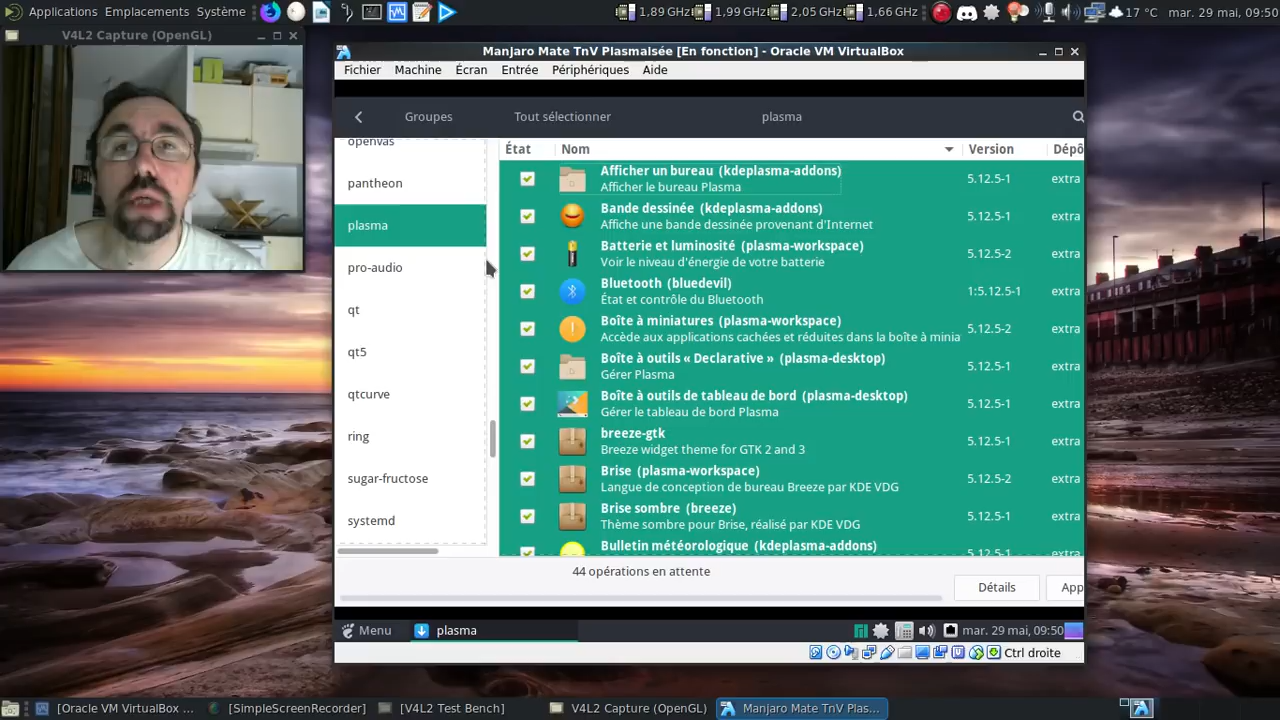 Applications Emplacements Système
1,89 GHz 1,99 GHz 2,05 GHz 1,66 GHz 17 °C mar. 29 mai, 09:50
V4L2 Capture (OpenGL)
Manjaro Mate TnV Plasmaisée [En fonction] - Oracle VM VirtualBox
Fichier Machine Écran Entrée Périphériques Aide
Groupes Tout sélectionner plasma
openvas
pantheon
plasma
pro-audio
qt
qt5
qtcurve
ring
sugar-fructose
systemd
État Nom Version Dépô
Afficher un bureau (kdeplasma-addons)
Afficher le bureau Plasma
5.12.5-1 extra
Bande dessinée (kdeplasma-addons)
Affiche une bande dessinée provenant d'Internet
5.12.5-1 extra
Batterie et luminosité (plasma-workspace)
Voir le niveau d'énergie de votre batterie
5.12.5-2 extra
Bluetooth (bluedevil)
État et contrôle du Bluetooth
1:5.12.5-1 extra
Boîte à miniatures (plasma-workspace)
Accède aux applications cachées et réduites dans la boîte à minia
5.12.5-2 extra
Boîte à outils « Declarative » (plasma-desktop)
Gérer Plasma
5.12.5-1 extra
Boîte à outils de tableau de bord (plasma-desktop)
Gérer le tableau de bord Plasma
5.12.5-1 extra
breeze-gtk
Breeze widget theme for GTK 2 and 3
5.12.5-1 extra
Brise (plasma-workspace)
Langue de conception de bureau Breeze par KDE VDG
5.12.5-2 extra
Brise sombre (breeze)
Thème sombre pour Brise, réalisé par KDE VDG
5.12.5-1 extra
Bulletin météorologique (kdeplasma-addons)
5.12.5-1 extra
44 opérations en attente
Détails App
Menu plasma mar. 29 mai, 09:50
Ctrl droite
[Oracle VM VirtualBox ... [SimpleScreenRecorder] [V4L2 Test Bench] V4L2 Capture (OpenGL) Manjaro Mate TnV Plas...